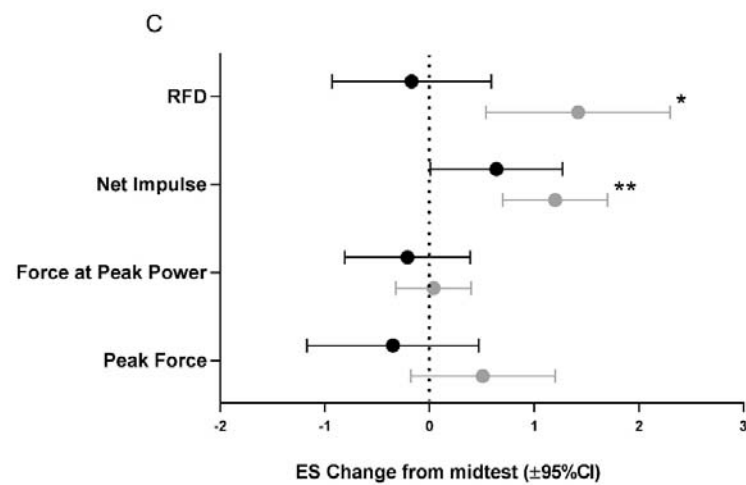 C
RFD
*
Net Impulse
**
Force at Peak Power
Peak Force
-2 -1 0 1 2 3
ES Change from midtest (±95%CI)